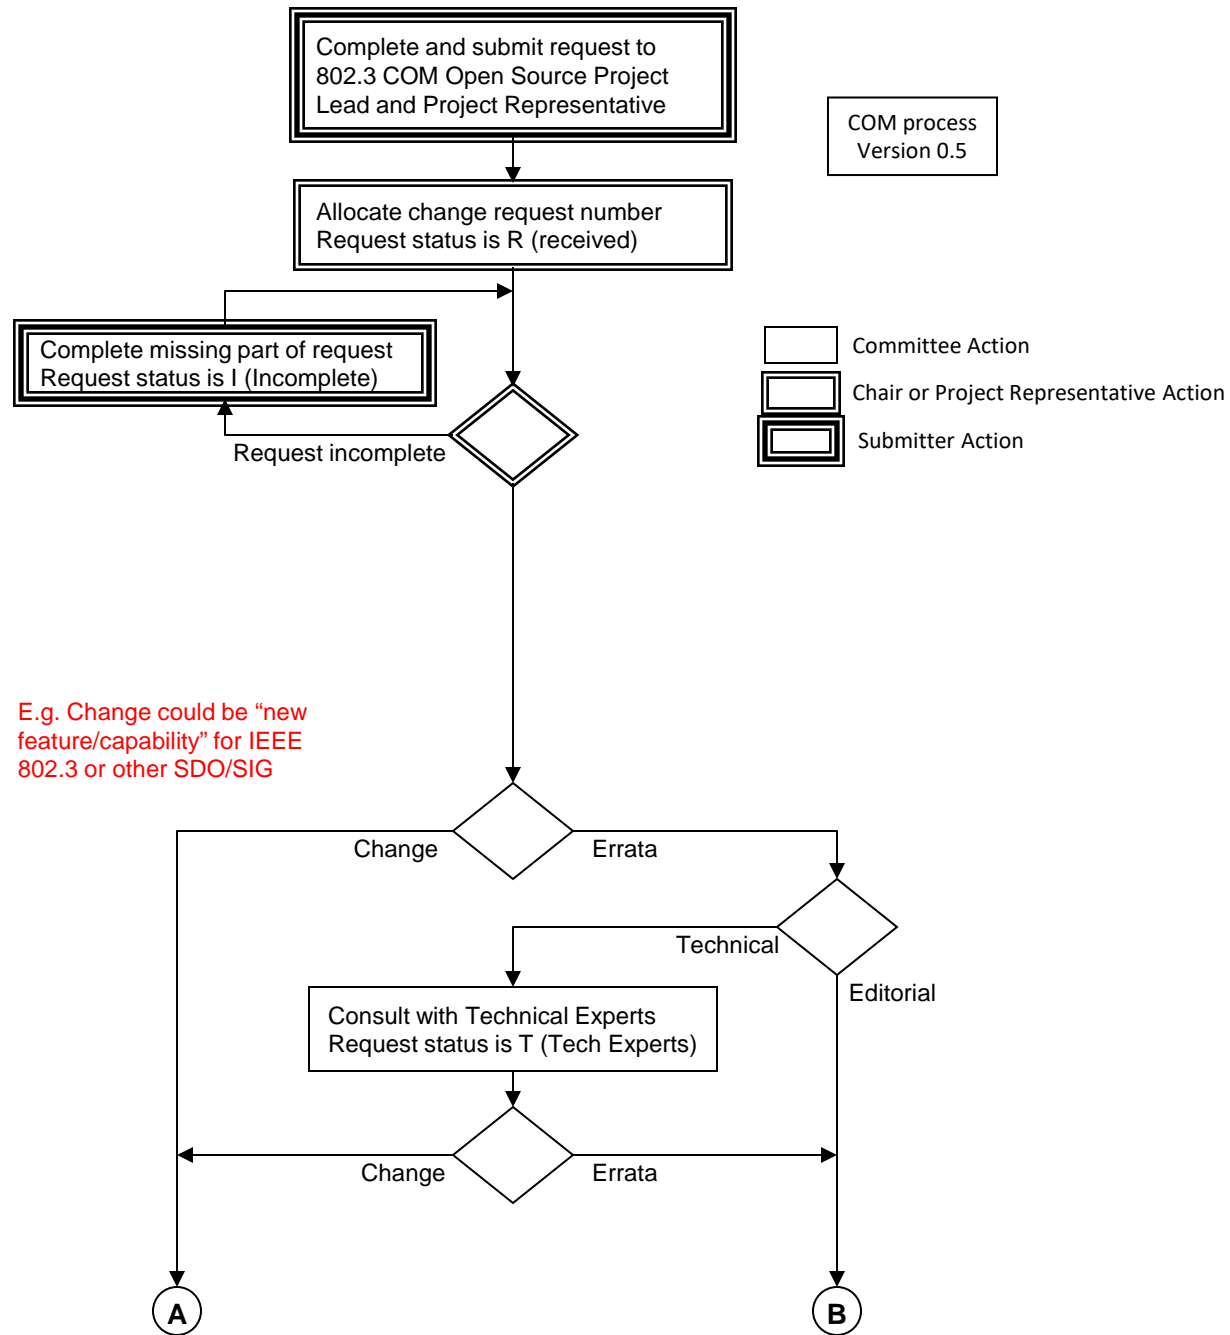 Complete and submit request to
802.3 COM Open Source Project
Lead and Project Representative
COM process
Version 0.5
Allocate change request number
Request status is R (received)
Complete missing part of request
Request status is I (Incomplete)
Request incomplete
Committee Action
Chair or Project Representative Action
Submitter Action
E.g. Change could be “new
feature/capability” for IEEE
802.3 or other SDO/SIG
Change
Errata
Technical
Editorial
Consult with Technical Experts
Request status is T (Tech Experts)
Change
Errata
A
B